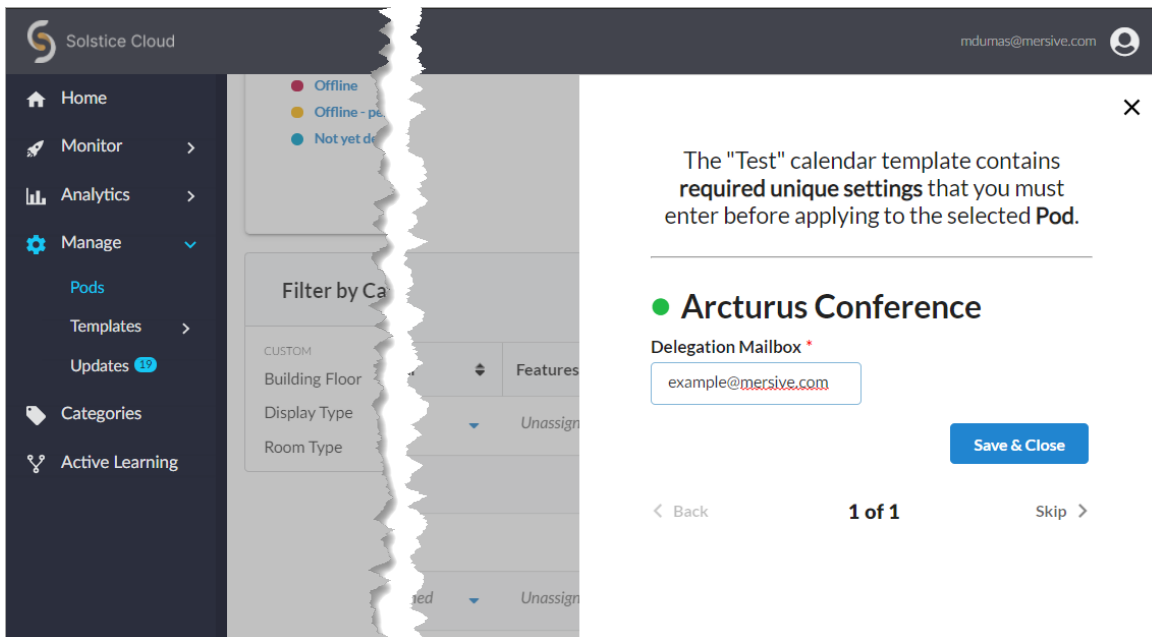 Solstice Cloud
mdumas@mersive.com
Home
Monitor
Analytics
Manage
Pods
Templates
Updates 19
Categories
Active Learning
Offline
Offline - pe
Not yet de
Filter by Ca
CUSTOM
Building Floor
Display Type
Room Type
Features
Unassign
ned
Unassign
The "Test" calendar template contains
required unique settings that you must
enter before applying to the selected Pod.
Arcturus Conference
Delegation Mailbox *
example@mersive.com
Save & Close
Back
1 of 1
Skip